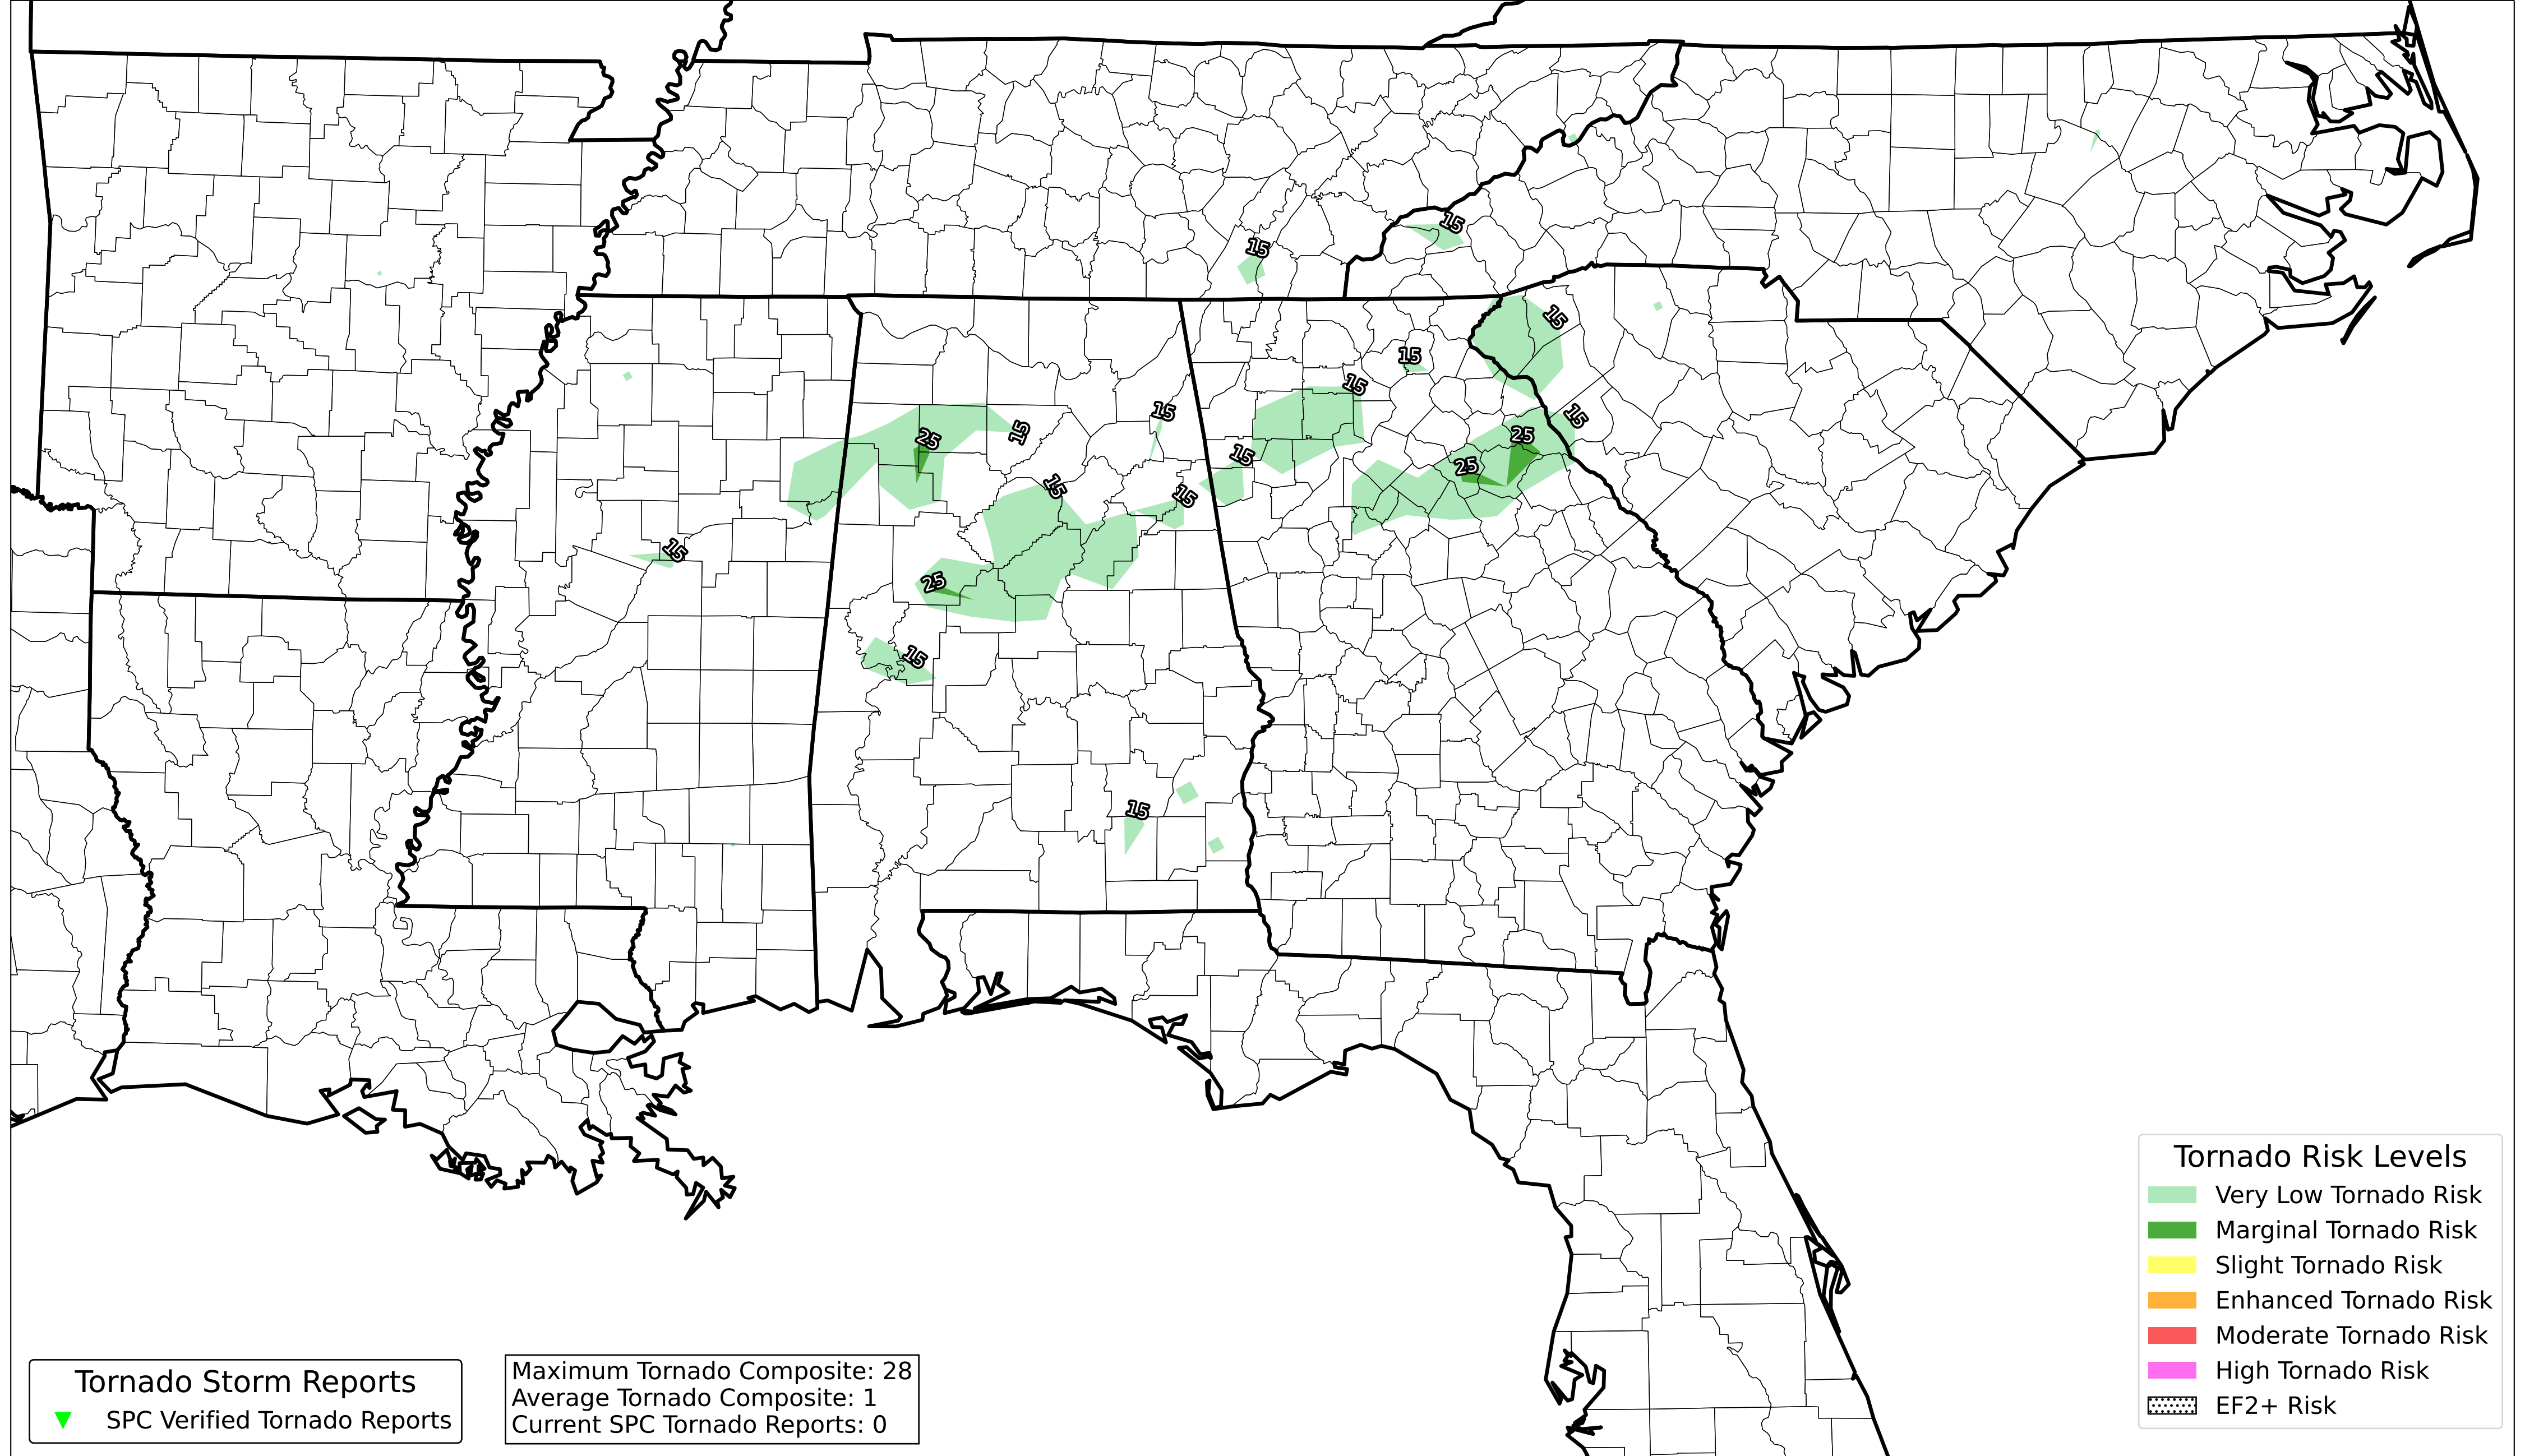 15
15
15
15
15
15
25
15
15
25
15
25
15
15
15
25
15
15
Tornado Risk Levels
Very Low Tornado Risk
Marginal Tornado Risk
Slight Tornado Risk
Enhanced Tornado Risk
Moderate Tornado Risk
High Tornado Risk
EF2+ Risk
Tornado Storm Reports
SPC Verified Tornado Reports
Maximum Tornado Composite: 28
Average Tornado Composite: 1
Current SPC Tornado Reports: 0